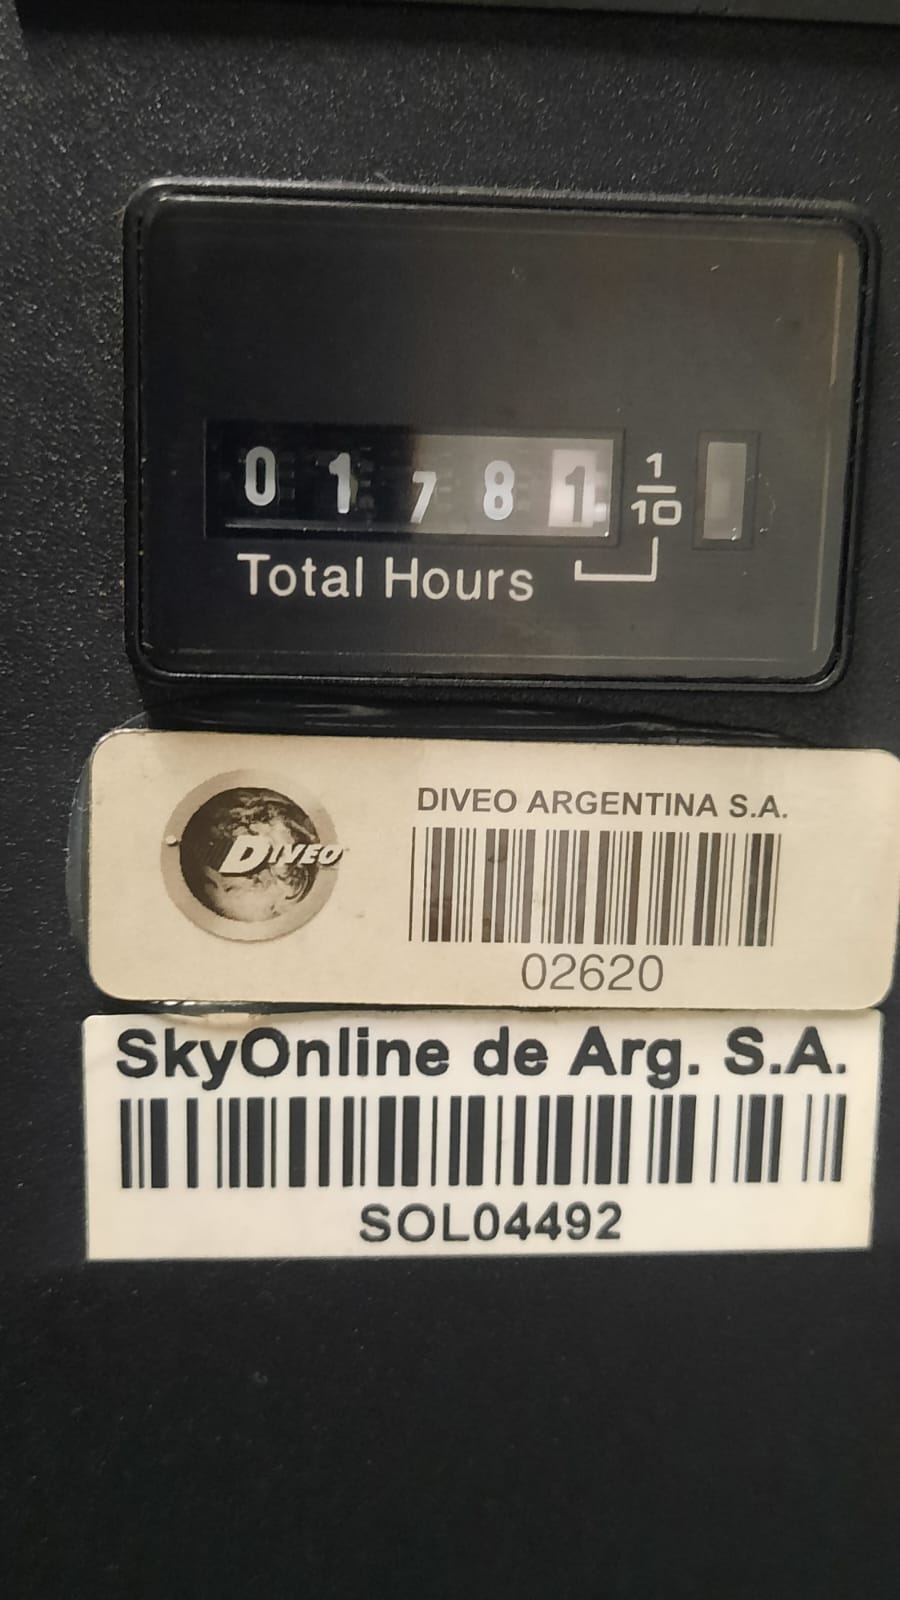 0 1 7 8 1 1/10
Total Hours
DIVEO
DIVEO ARGENTINA S.A.
02620
SkyOnline de Arg. S.A.
SOL04492